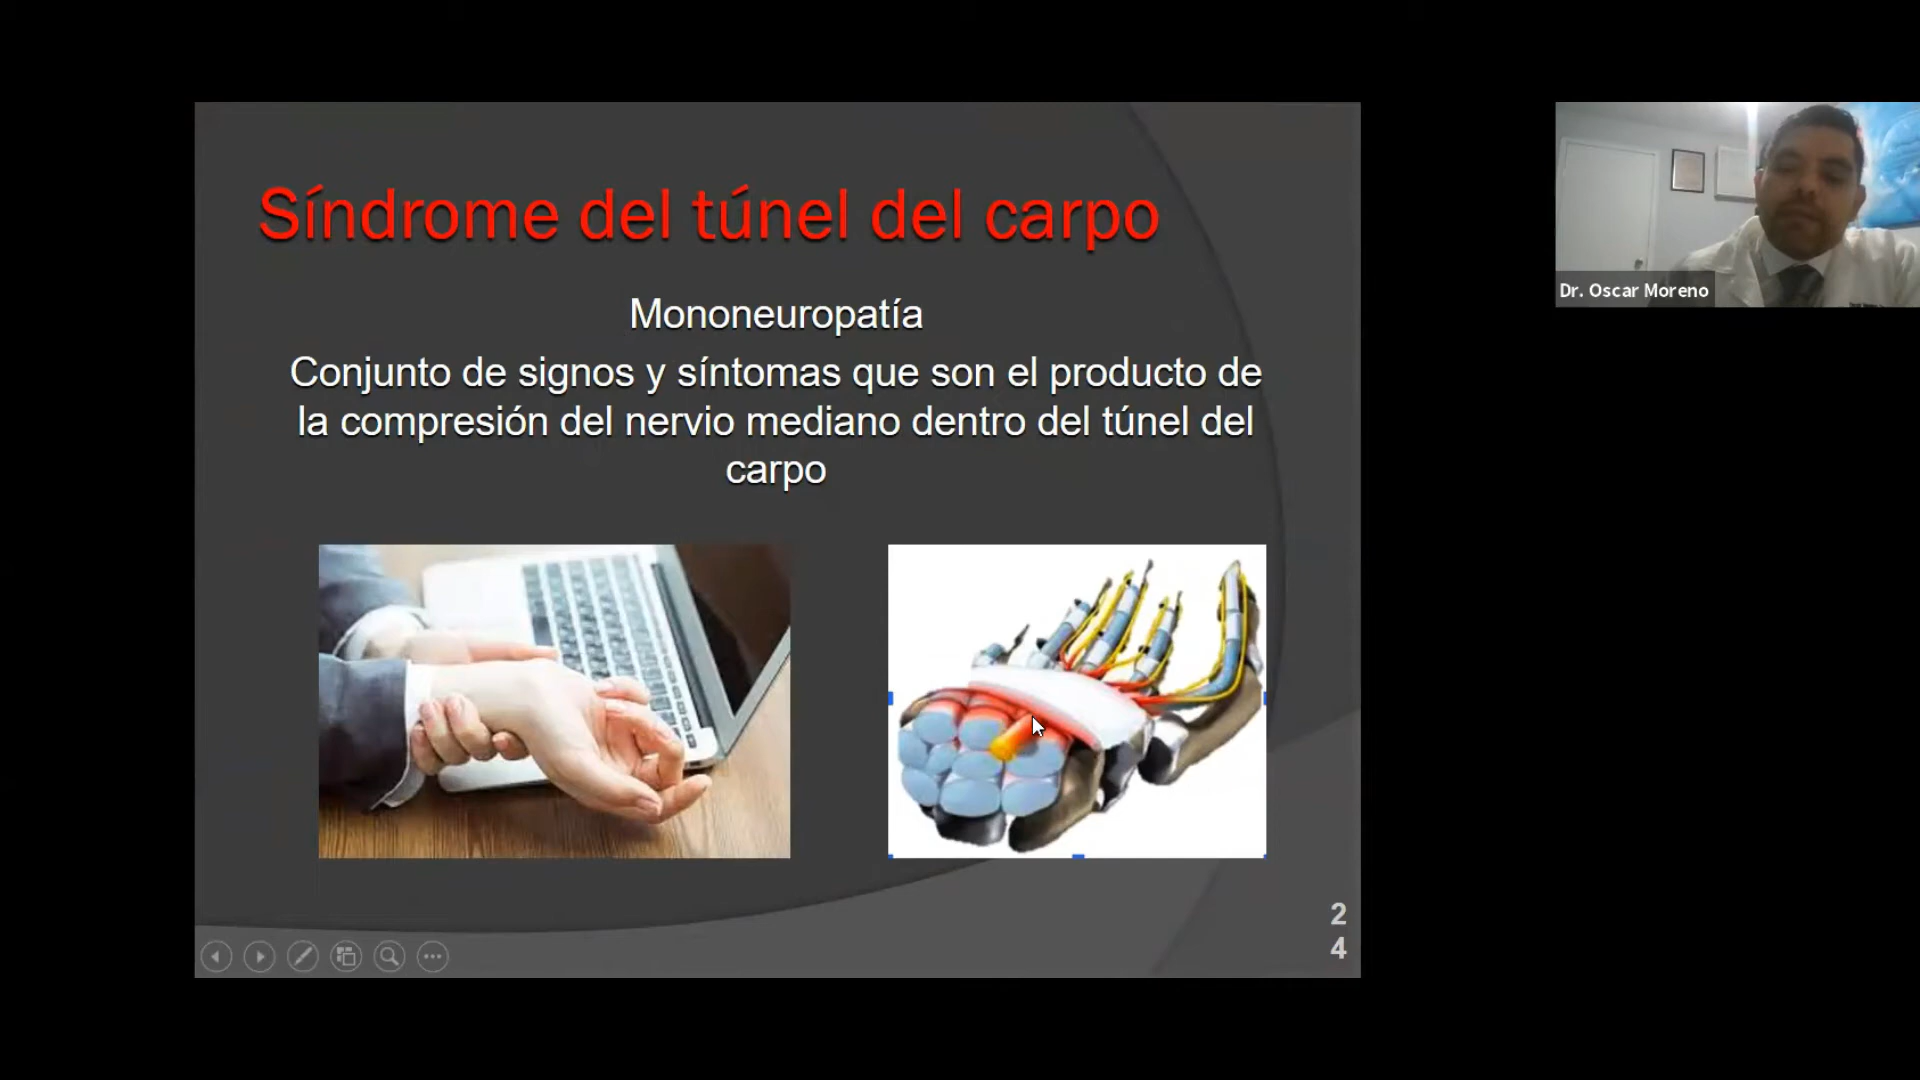 Síndrome del túnel del carpo
Mononeuropatía
Conjunto de signos y síntomas que son el producto de
la compresión del nervio mediano dentro del túnel del
carpo
2
4
Dr. Oscar Moreno